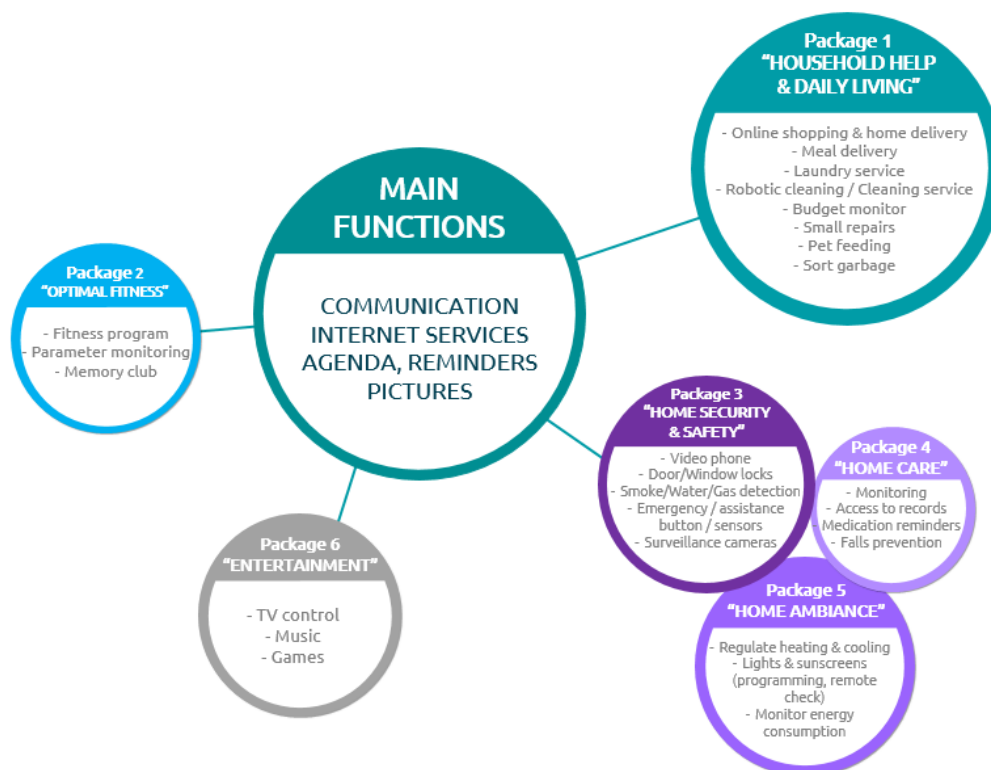 Package 1
“HOUSEHOLD HELP
& DAILY LIVING”
- Online shopping & home delivery
- Meal delivery
- Laundry service
- Robotic cleaning / Cleaning service
- Budget monitor
- Small repairs
- Pet feeding
- Sort garbage
MAIN
FUNCTIONS
COMMUNICATION
INTERNET SERVICES
AGENDA, REMINDERS
PICTURES
Package 2
“OPTIMAL FITNESS”
- Fitness program
- Parameter monitoring
- Memory club
Package 3
“HOME SECURITY
& SAFETY”
- Video phone
- Door/Window locks
- Smoke/Water/Gas detection
- Emergency / assistance
button / sensors
- Surveillance cameras
Package 4
“HOME CARE”
- Monitoring
- Access to records
- Medication reminders
- Falls prevention
Package 6
“ENTERTAINMENT”
- TV control
- Music
- Games
Package 5
“HOME AMBIANCE”
- Regulate heating & cooling
- Lights & sunscreens
(programming, remote
check)
- Monitor energy
consumption